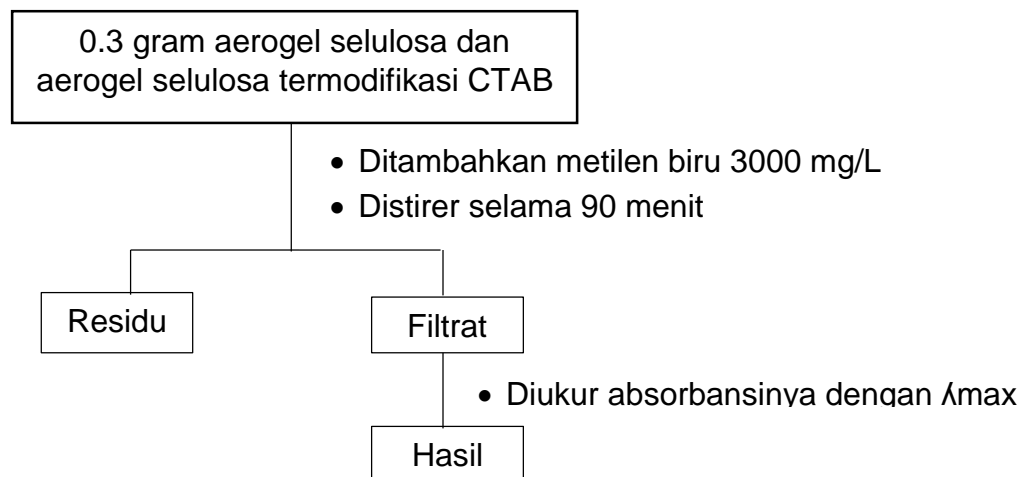 0.3 gram aerogel selulosa dan
aerogel selulosa termodifikasi CTAB
• Ditambahkan metilen biru 3000 mg/L
• Distirer selama 90 menit
Residu
Filtrat
• Diukur absorbansinya dengan ʎmax
Hasil